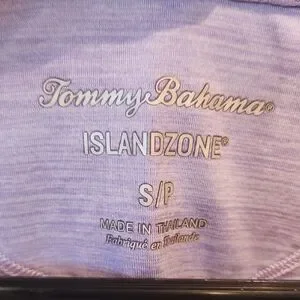 Tommy Bahama®
ISLANDZONE®
S/P
MADE IN THAILAND
Fabriqué en Thaïlande